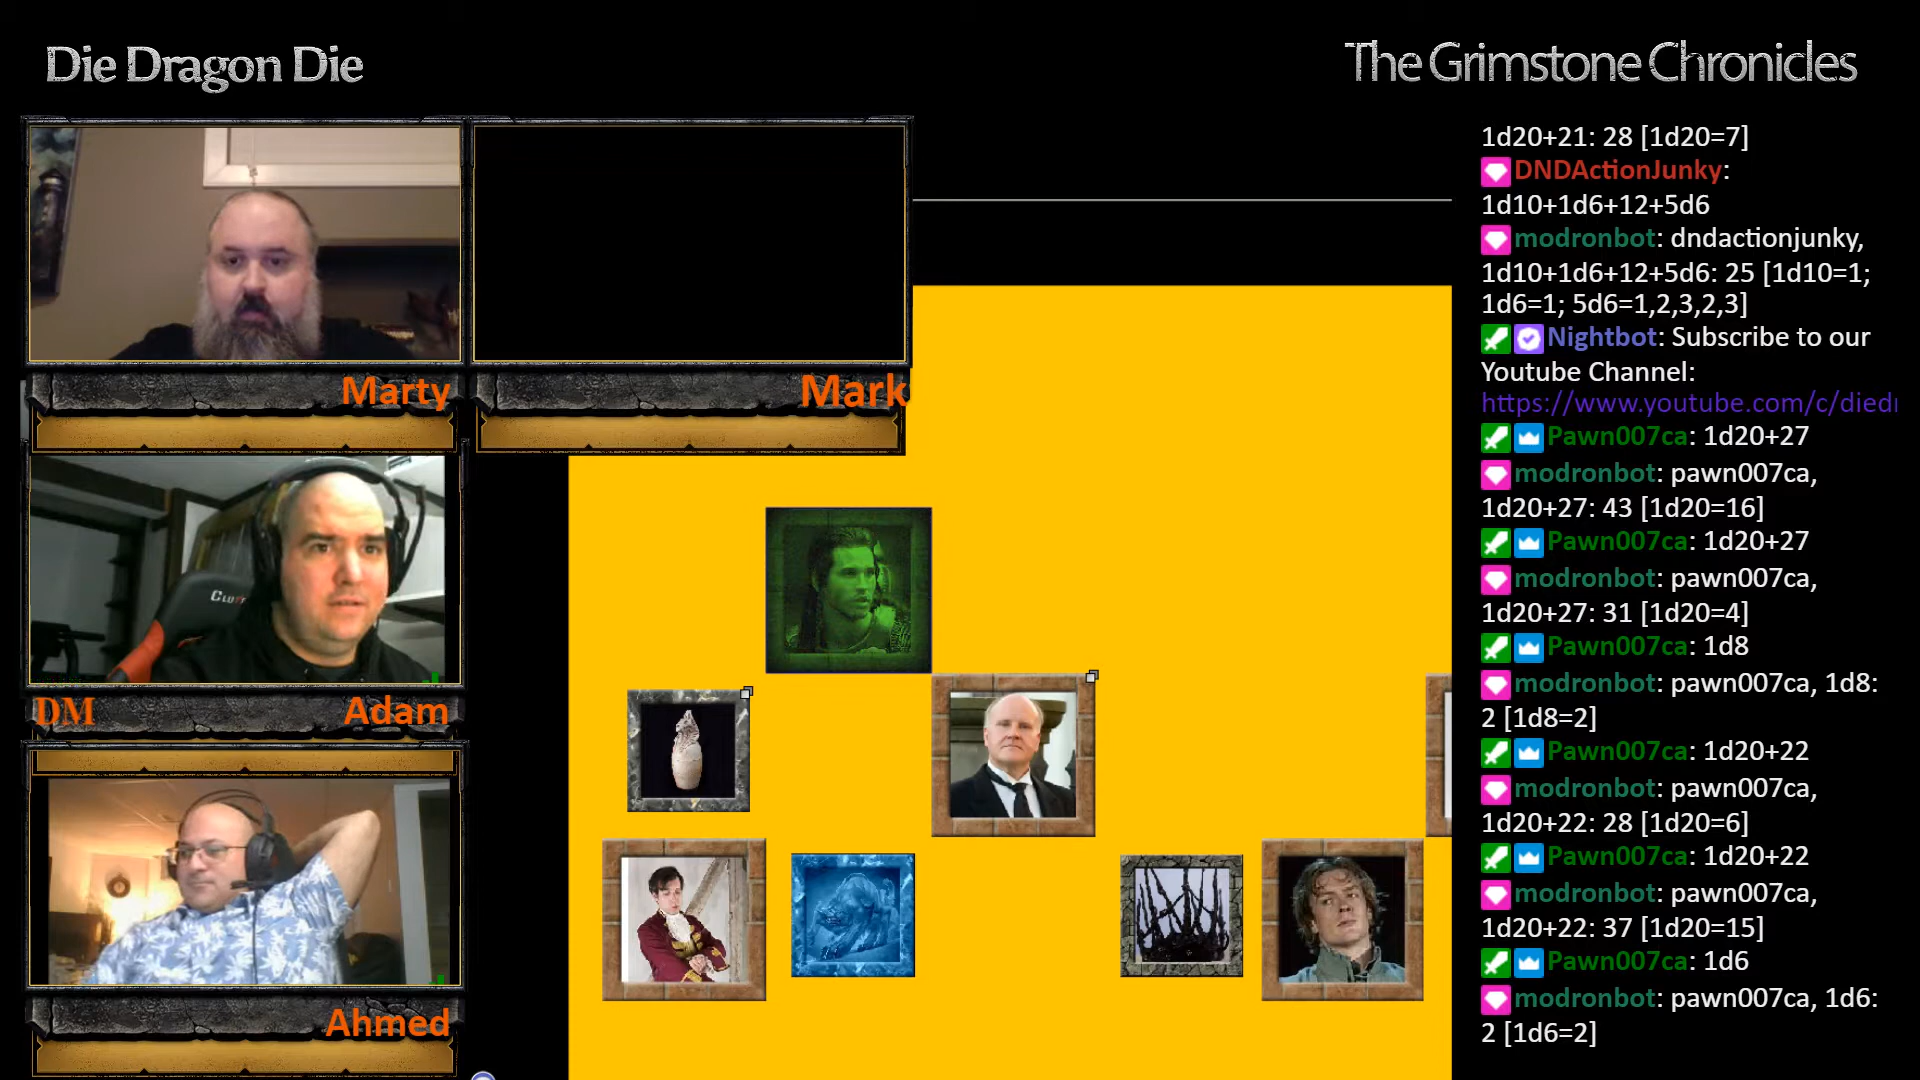 Die Dragon Die
The Grimstone Chronicles
Marty
Mark
DM Adam
Ahmed
1d20+21: 28 [1d20=7]
DNDActionJunky:
1d10+1d6+12+5d6
modronbot: dndactionjunky,
1d10+1d6+12+5d6: 25 [1d10=1;
1d6=1; 5d6=1,2,3,2,3]
Nightbot: Subscribe to our
Youtube Channel:
https://www.youtube.com/c/diedr
Pawn007ca: 1d20+27
modronbot: pawn007ca,
1d20+27: 43 [1d20=16]
Pawn007ca: 1d20+27
modronbot: pawn007ca,
1d20+27: 31 [1d20=4]
Pawn007ca: 1d8
modronbot: pawn007ca, 1d8:
2 [1d8=2]
Pawn007ca: 1d20+22
modronbot: pawn007ca,
1d20+22: 28 [1d20=6]
Pawn007ca: 1d20+22
modronbot: pawn007ca,
1d20+22: 37 [1d20=15]
Pawn007ca: 1d6
modronbot: pawn007ca, 1d6:
2 [1d6=2]